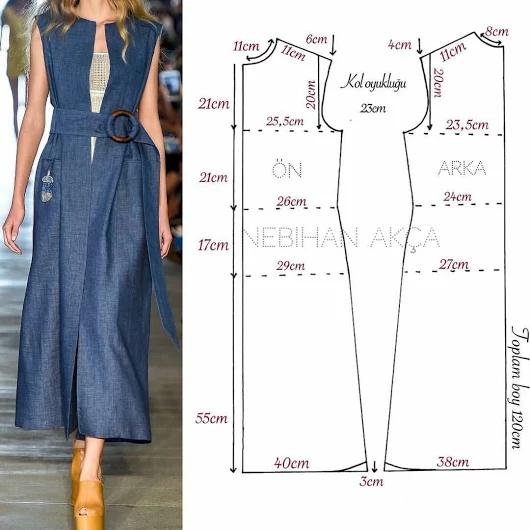 11cm
11cm
6cm
4cm
11cm
8cm
20cm
Kol oyukluğu
23cm
20cm
21cm
25,5cm
23,5cm
21cm
ÖN
ARKA
26cm
24cm
NEBIHAN AKÇA
17cm
29cm
27cm
Toplam boy 120cm
55cm
40cm
38cm
3cm